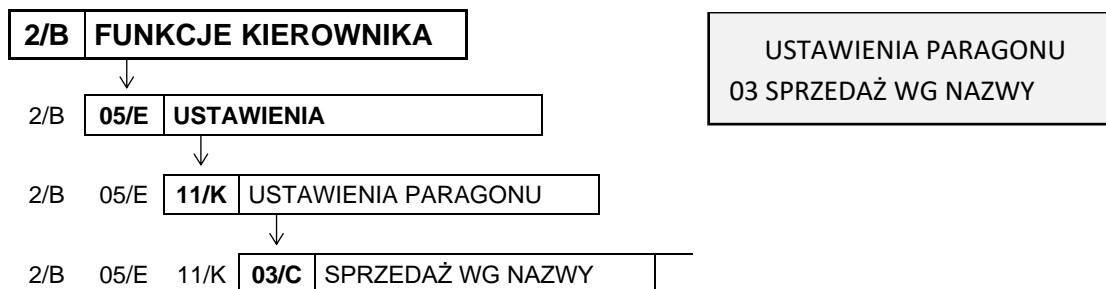 2/B FUNKCJE KIEROWNIKA
2/B 05/E USTAWIENIA
2/B 05/E 11/K USTAWIENIA PARAGONU
2/B 05/E 11/K 03/C SPRZEDAŻ WG NAZWY
USTAWIENIA PARAGONU
03 SPRZEDAŻ WG NAZWY